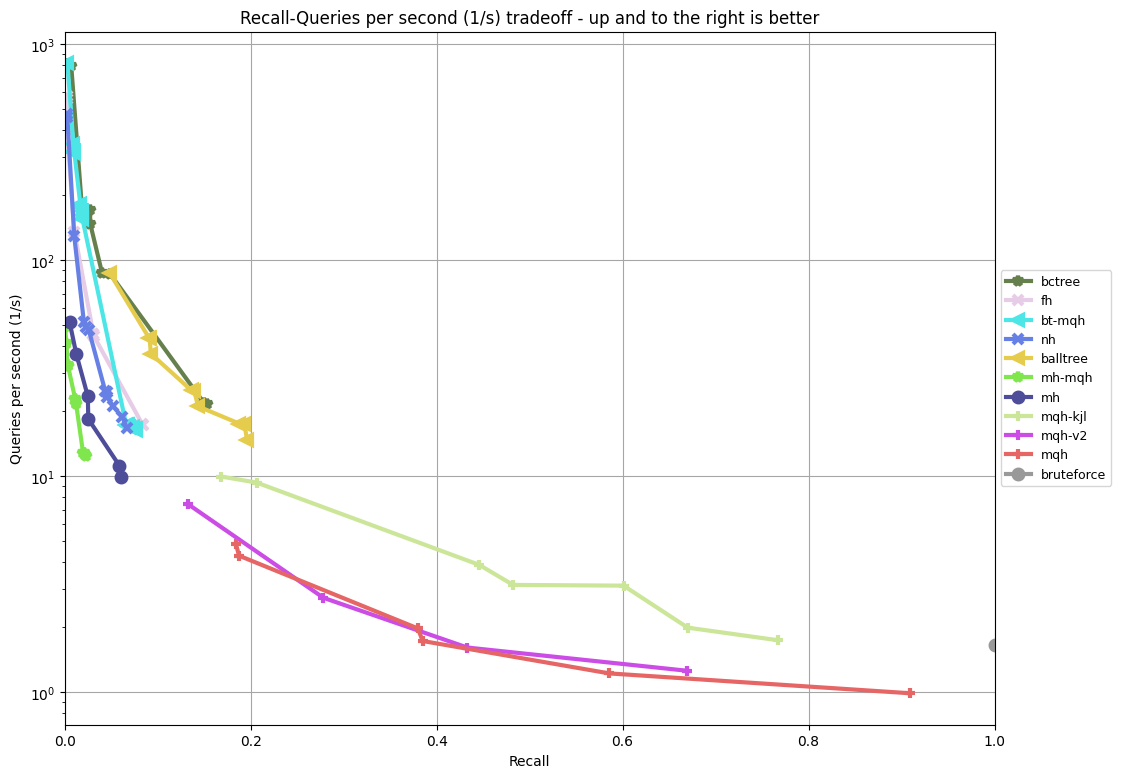 Recall-Queries per second (1/s) tradeoff - up and to the right is better
Queries per second (1/s)
10³
10²
10¹
10⁰
0.0 0.2 0.4 0.6 0.8 1.0
Recall
bctree
fh
bt-mqh
nh
balltree
mh-mqh
mh
mqh-kjl
mqh-v2
mqh
bruteforce